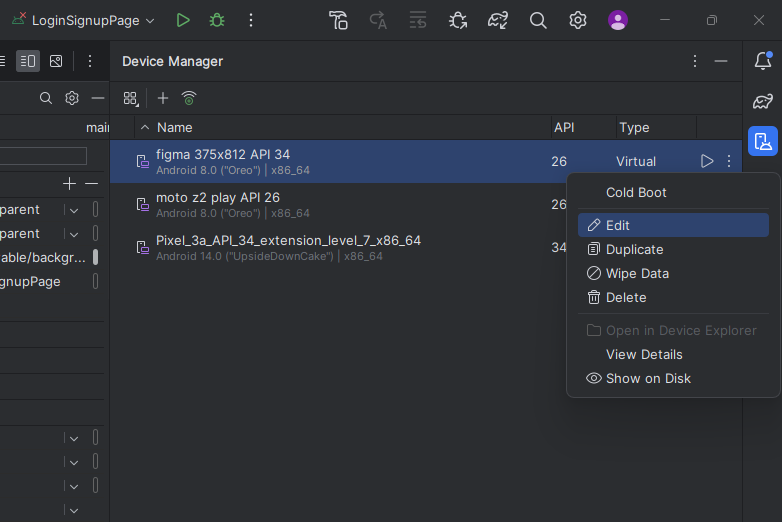 LoginSignupPage
Device Manager
main
Name API Type
figma 375x812 API 34
Android 8.0 ("Oreo") | x86_64
26 Virtual
moto z2 play API 26
Android 8.0 ("Oreo") | x86_64
26
Pixel_3a_API_34_extension_level_7_x86_64
Android 14.0 ("UpsideDownCake") | x86_64
34
Cold Boot
Edit
Duplicate
Wipe Data
Delete
Open in Device Explorer
View Details
Show on Disk
parent
parent
able/backgr...
gnupPage